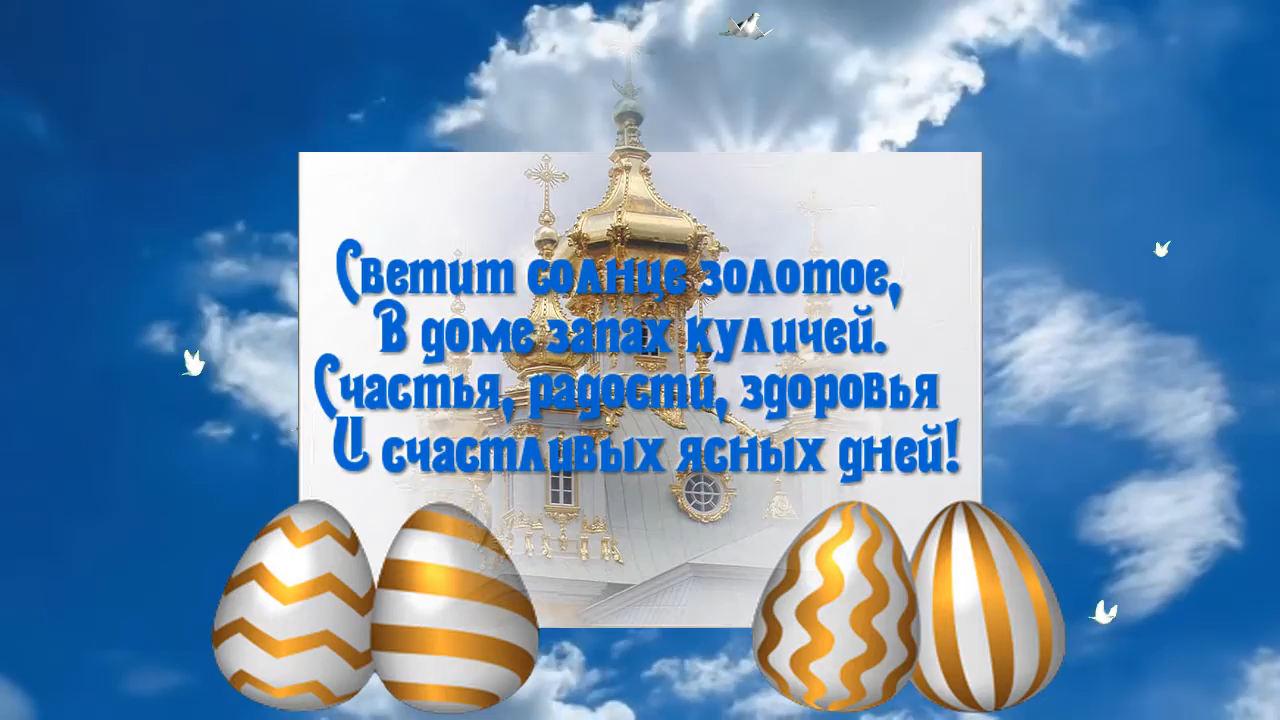 Светит солнце золотое,
В доме запах куличей.
Счастья, радости, здоровья
И счастливых ясных дней!